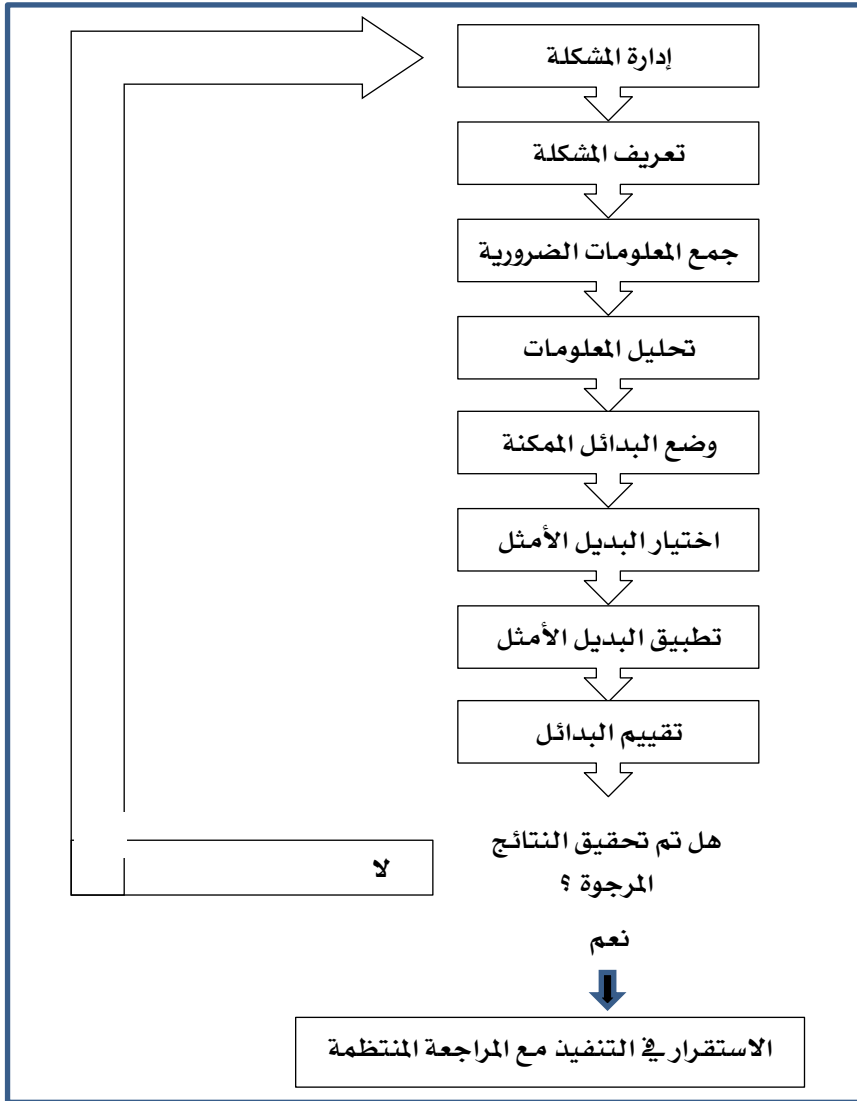 إدارة المشكلة
تعريف المشكلة
جمع المعلومات الضرورية
تحليل المعلومات
وضع البدائل الممكنة
اختيار البديل الأمثل
تطبيق البديل الأمثل
تقييم البدائل
هل تم تحقيق النتائج
المرجوة ؟
لا
نعم
الاستقرار في التنفيذ مع المراجعة المنتظمة